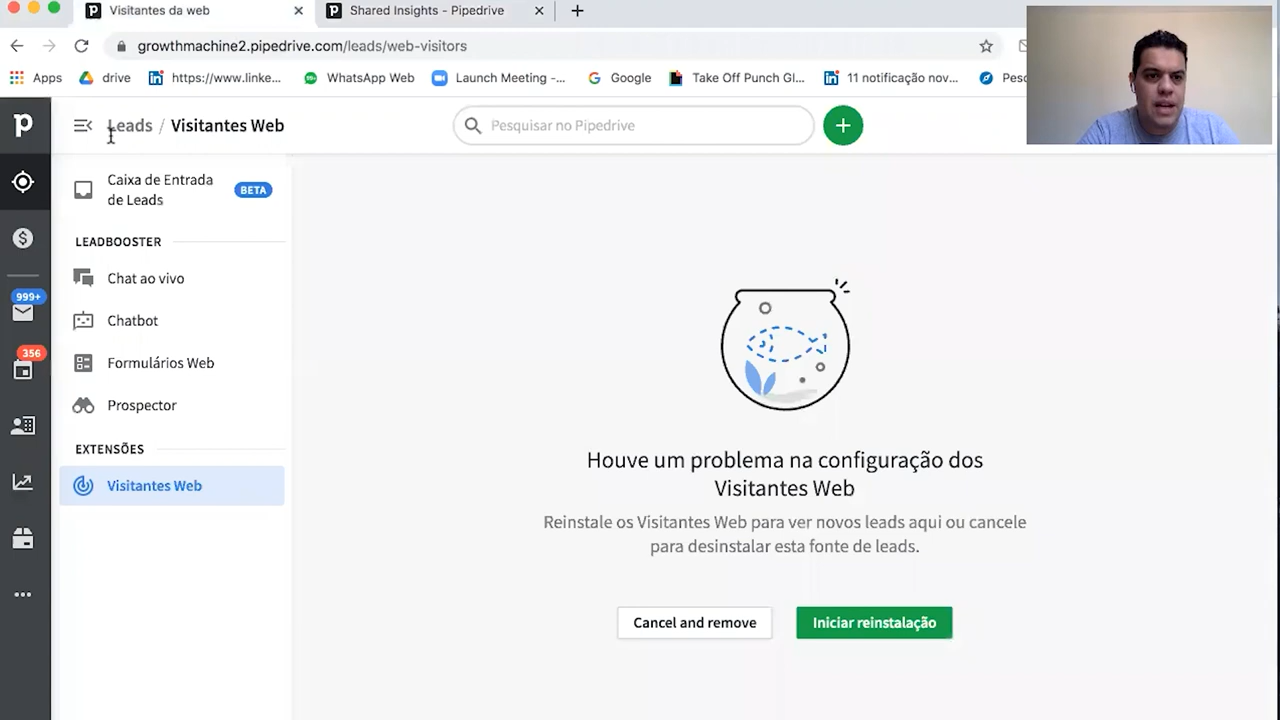 Visitantes da web
Shared Insights - Pipedrive
growthmachine2.pipedrive.com/leads/web-visitors
Apps
drive
https://www.linke...
WhatsApp Web
Launch Meeting -...
Google
Take Off Punch Gl...
11 notificação nov...
Leads / Visitantes Web
Pesquisar no Pipedrive
Caixa de Entrada
de Leads
BETA
LEADBOOSTER
Chat ao vivo
999+
Chatbot
356
Formulários Web
Prospector
EXTENSÕES
Visitantes Web
Houve um problema na configuração dos
Visitantes Web
Reinstale os Visitantes Web para ver novos leads aqui ou cancele
para desinstalar esta fonte de leads.
Cancel and remove
Iniciar reinstalação